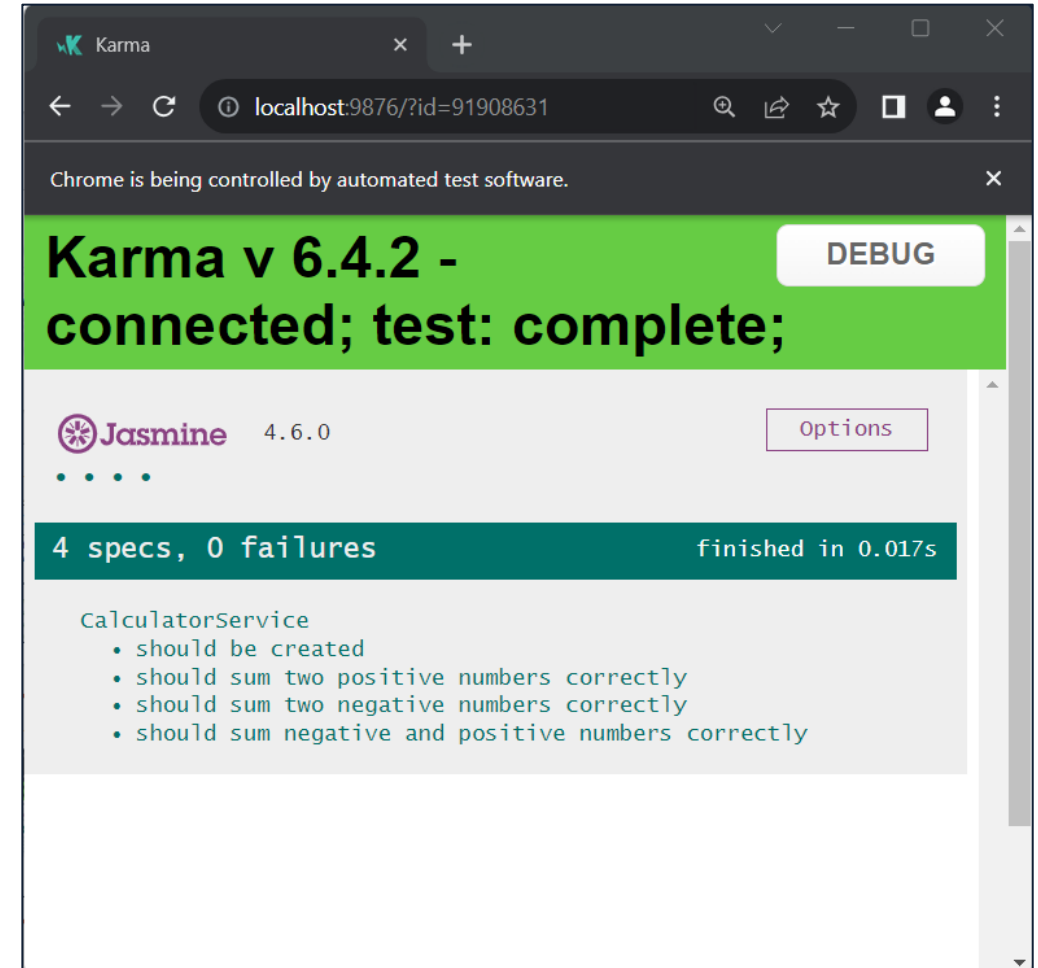 Karma
localhost:9876/?id=91908631
Chrome is being controlled by automated test software.
Karma v 6.4.2 -
connected; test: complete;
DEBUG
Jasmine 4.6.0
Options
4 specs, 0 failures
finished in 0.017s
CalculatorService
• should be created
• should sum two positive numbers correctly
• should sum two negative numbers correctly
• should sum negative and positive numbers correctly